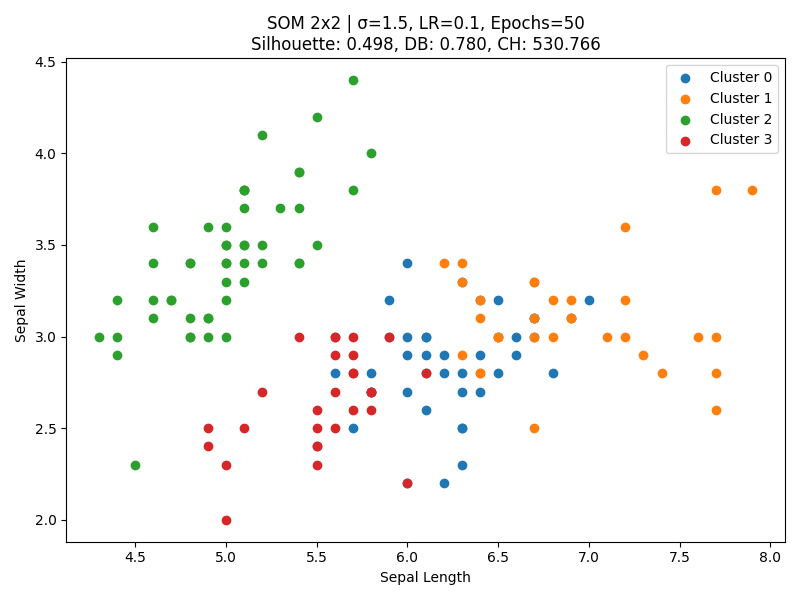 SOM 2x2 | σ=1.5, LR=0.1, Epochs=50
Silhouette: 0.498, DB: 0.780, CH: 530.766
Cluster 0
Cluster 1
Cluster 2
Cluster 3
4.5
4.0
3.5
3.0
2.5
2.0
Sepal Width
4.5 5.0 5.5 6.0 6.5 7.0 7.5 8.0
Sepal Length